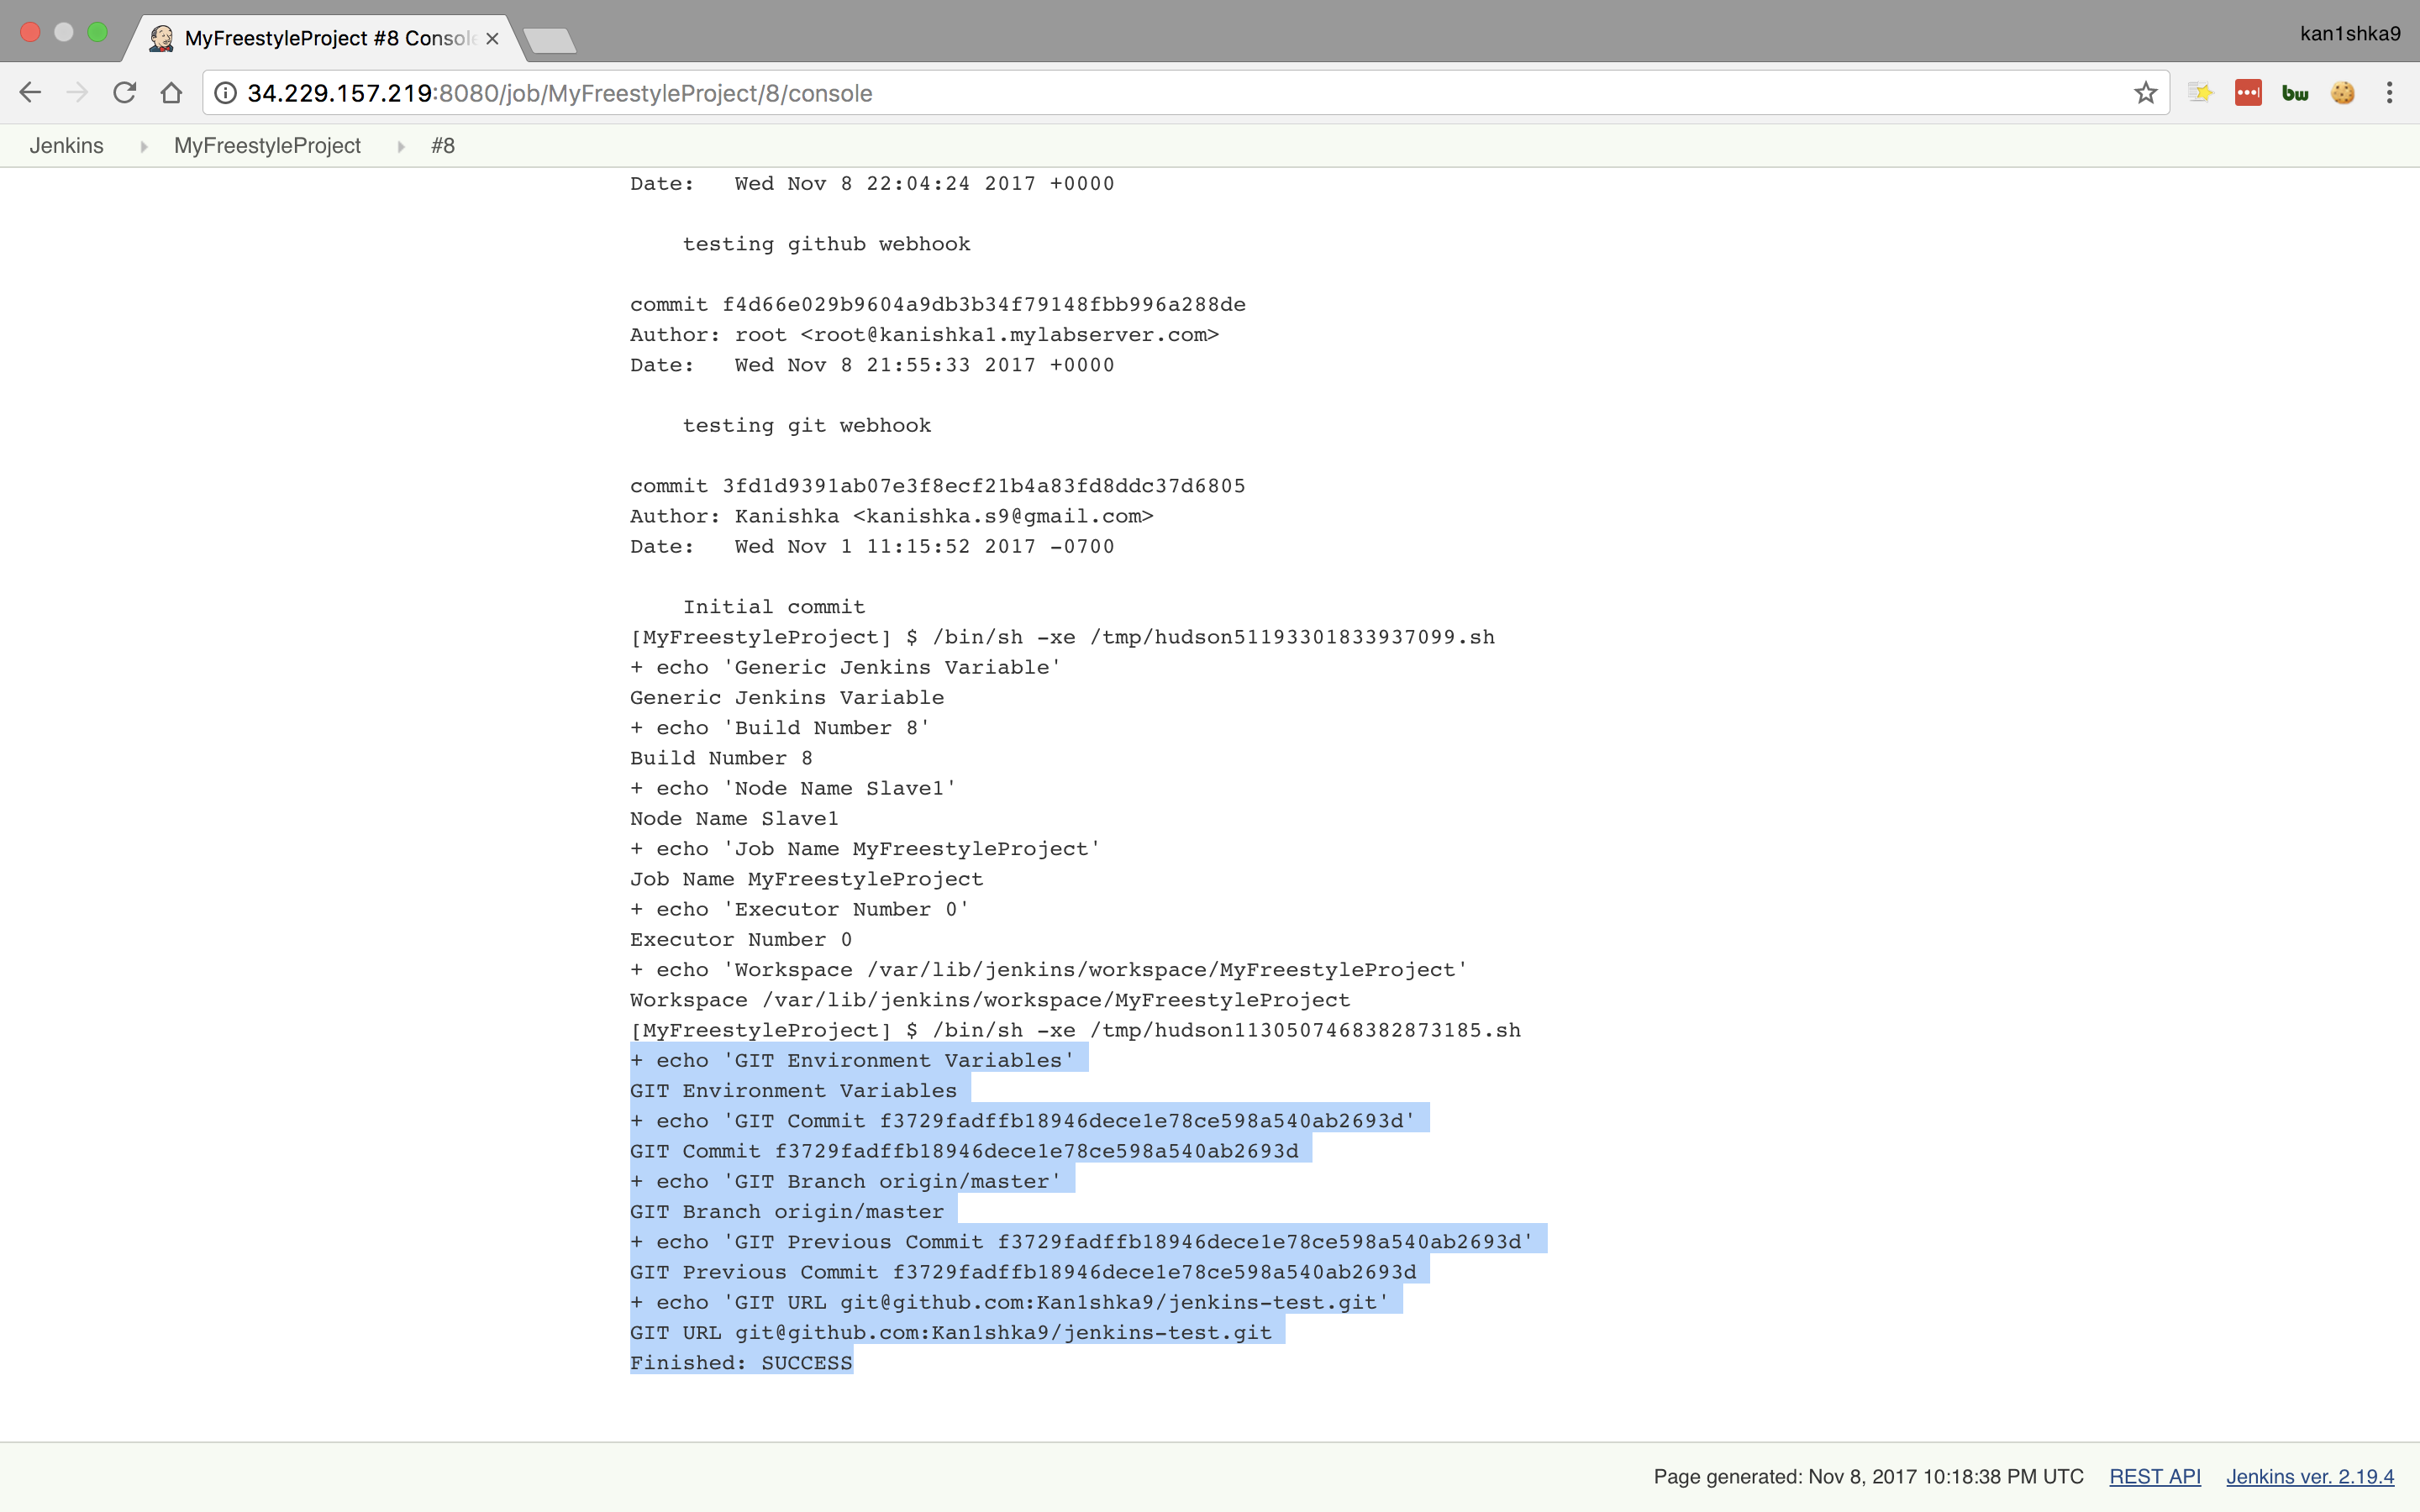 MyFreestyleProject #8 Console
kan1shka9
34.229.157.219:8080/job/MyFreestyleProject/8/console
bw
Jenkins MyFreestyleProject #8
Date:   Wed Nov 8 22:04:24 2017 +0000
testing github webhook
commit f4d66e029b9604a9db3b34f79148fbb996a288de
Author: root <root@kanishka1.mylabserver.com>
Date:   Wed Nov 8 21:55:33 2017 +0000
testing git webhook
commit 3fd1d9391ab07e3f8ecf21b4a83fd8ddc37d6805
Author: Kanishka <kanishka.s9@gmail.com>
Date:   Wed Nov 1 11:15:52 2017 -0700
Initial commit
[MyFreestyleProject] $ /bin/sh -xe /tmp/hudson51193301833937099.sh
+ echo 'Generic Jenkins Variable'
Generic Jenkins Variable
+ echo 'Build Number 8'
Build Number 8
+ echo 'Node Name Slave1'
Node Name Slave1
+ echo 'Job Name MyFreestyleProject'
Job Name MyFreestyleProject
+ echo 'Executor Number 0'
Executor Number 0
+ echo 'Workspace /var/lib/jenkins/workspace/MyFreestyleProject'
Workspace /var/lib/jenkins/workspace/MyFreestyleProject
[MyFreestyleProject] $ /bin/sh -xe /tmp/hudson1130507468382873185.sh
+ echo 'GIT Environment Variables'
GIT Environment Variables
+ echo 'GIT Commit f3729fadffb18946dece1e78ce598a540ab2693d'
GIT Commit f3729fadffb18946dece1e78ce598a540ab2693d
+ echo 'GIT Branch origin/master'
GIT Branch origin/master
+ echo 'GIT Previous Commit f3729fadffb18946dece1e78ce598a540ab2693d'
GIT Previous Commit f3729fadffb18946dece1e78ce598a540ab2693d
+ echo 'GIT URL git@github.com:Kan1shka9/jenkins-test.git'
GIT URL git@github.com:Kan1shka9/jenkins-test.git
Finished: SUCCESS
Page generated: Nov 8, 2017 10:18:38 PM UTC REST API Jenkins ver. 2.19.4